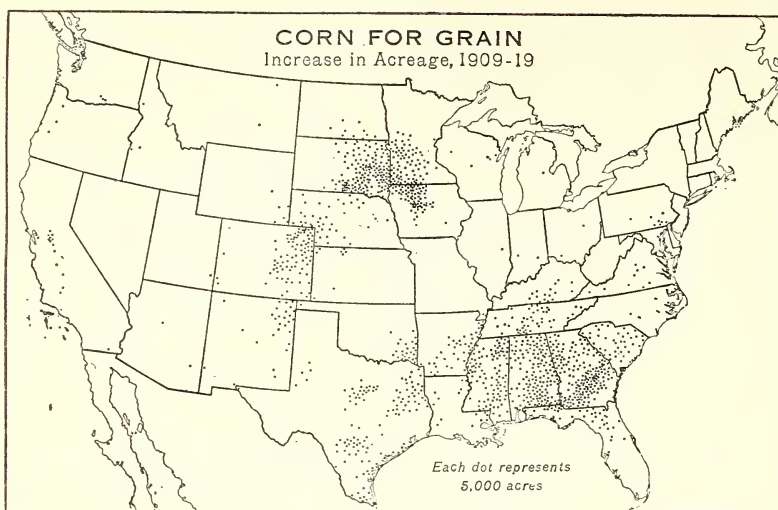 CORN FOR GRAIN
Increase in Acreage, 1909-19
Each dot represents
5,000 acres